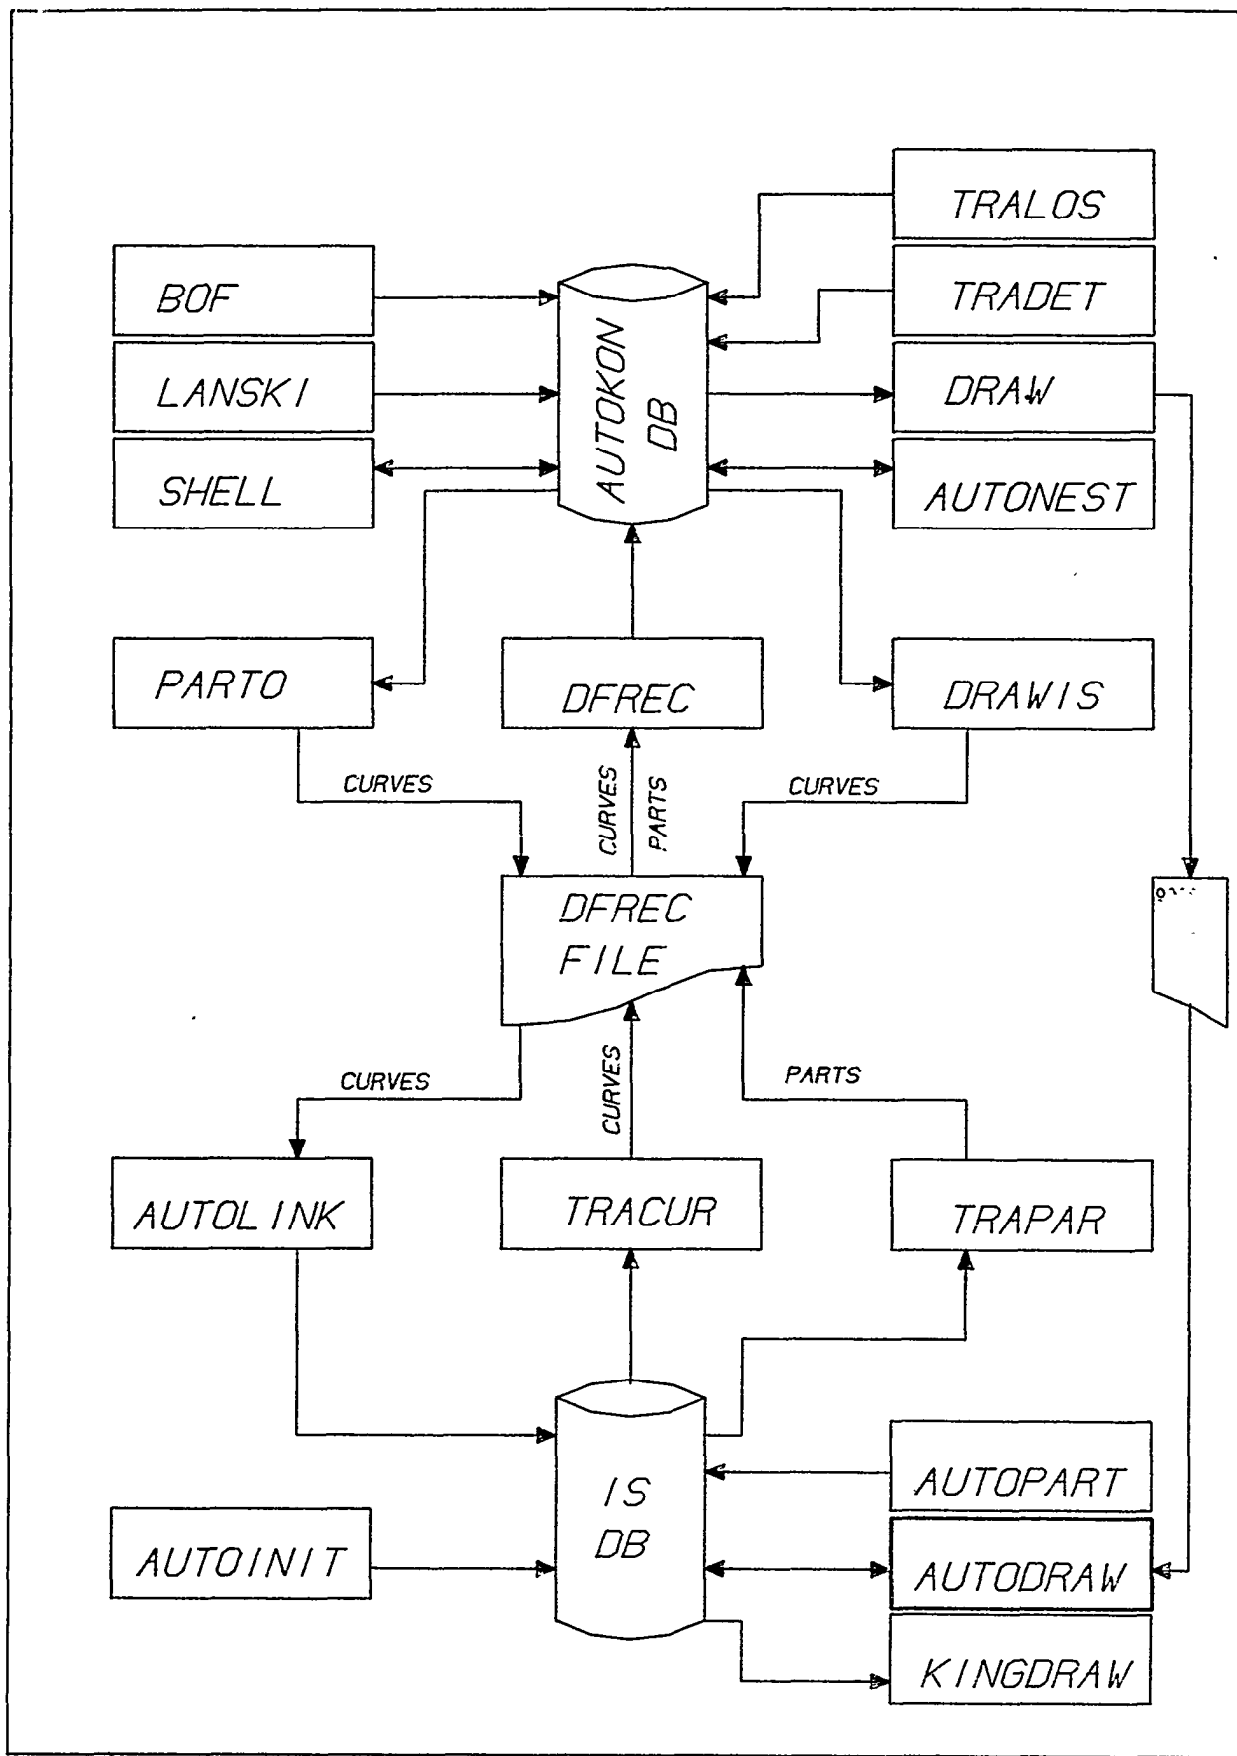 TRALOS
BOF
TRADET
LANSKI
AUTOKON
DB
DRAW
SHELL
AUTONEST
PARTO
DFREC
DRAWIS
CURVES
CURVES
PARTS
CURVES
DFREC
FILE
CURVES
CURVES
PARTS
AUTOLINK
TRACUR
TRAPAR
IS
DB
AUTOPART
AUTOINIT
AUTODRAW
KINGDRAW